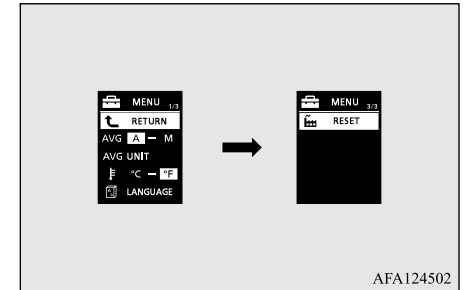 MENU 1/3
RETURN
AVG A – M
AVG UNIT
°C – °F
LANGUAGE
MENU 3/3
RESET
AFA124502